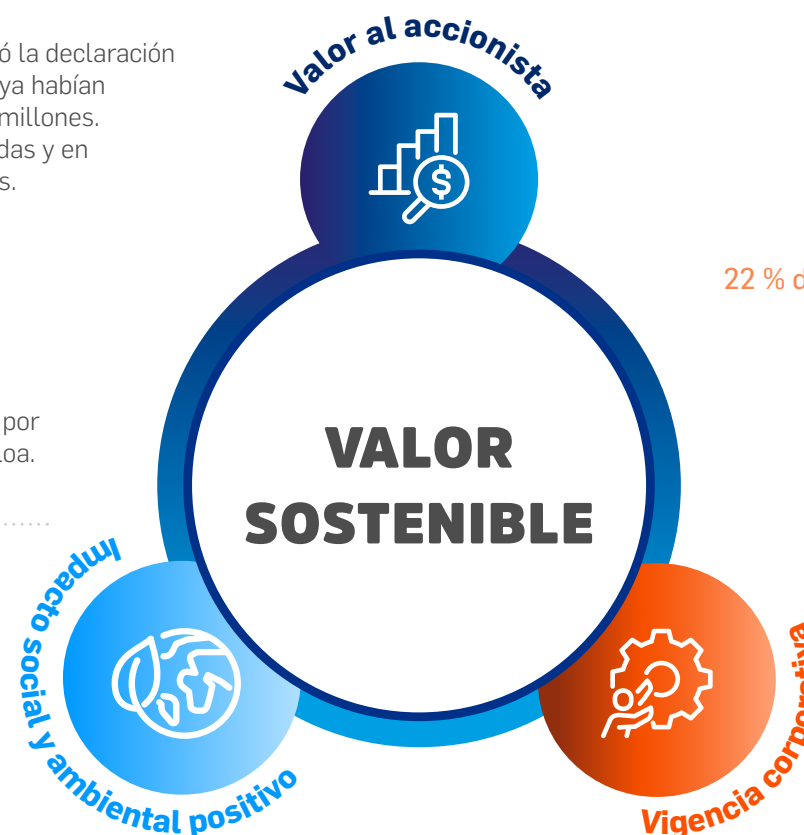 Valor al accionista
ó la declaración
ya habían
millones.
das y en
s.
22 % d
por
loa.
VALOR
SOSTENIBLE
Impacto social y ambiental positivo
Vigencia corporativa
$